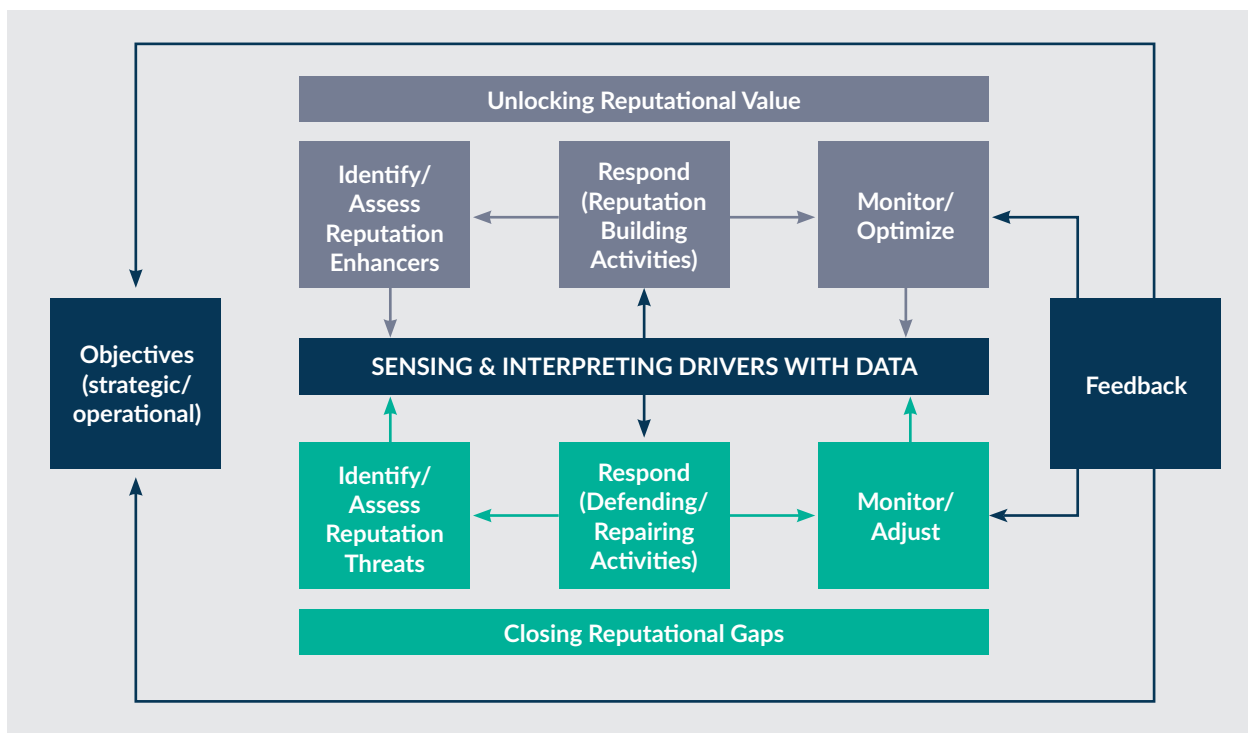 Unlocking Reputational Value
Identify/
Assess
Reputation
Enhancers
Respond
(Reputation
Building
Activities)
Monitor/
Optimize
Objectives
(strategic/
operational)
SENSING & INTERPRETING DRIVERS WITH DATA
Feedback
Identify/
Assess
Reputation
Threats
Respond
(Defending/
Repairing
Activities)
Monitor/
Adjust
Closing Reputational Gaps